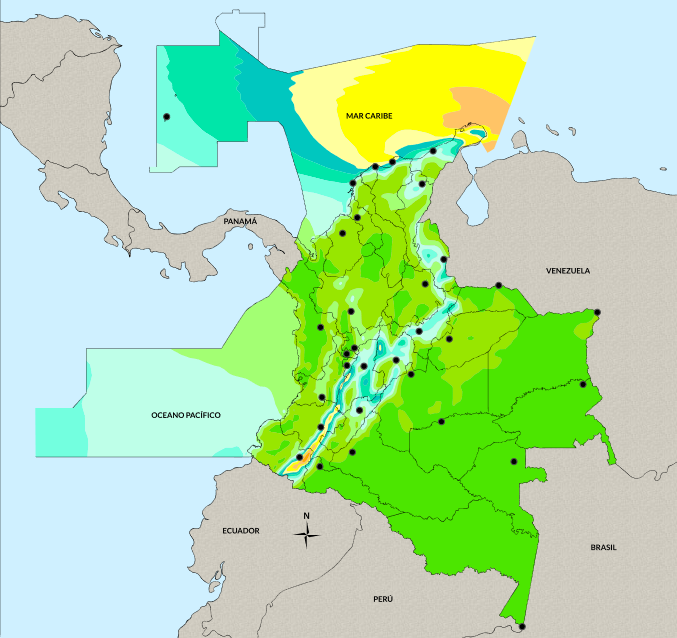 MAR CARIBE
PANAMÁ
VENEZUELA
OCEANO PACÍFICO
N
ECUADOR
BRASIL
PERÚ